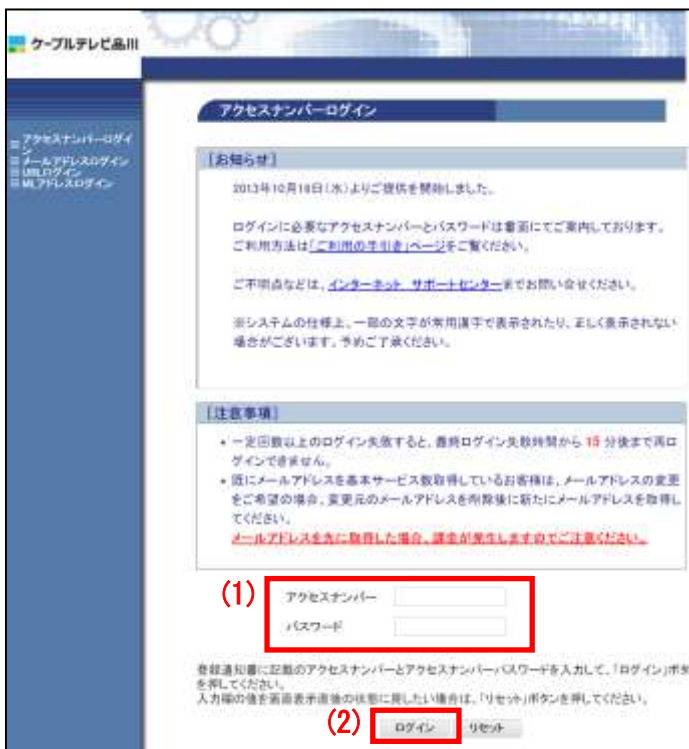 ケーブルテレビ品川
アクセスナンバーログイン
アクセスナンバーログイ
ン
メールアドレスログイン
URLログイン
MLアドレスログイン
[お知らせ]
2013年10月16日(水)よりご提供を開始しました。
ログインに必要なアクセスナンバーとパスワードは書面にてご案内しております。
ご利用方法は「ご利用の手引き」ページをご覧ください。
ご不明点などは、インターネット サポートセンターまでお問い合せください。
※システムの仕様上、一部の文字が常用漢字で表示されたり、正しく表示されない
場合がございます。予めご了承ください。
[注意事項]
一定回数以上のログイン失敗すると、最終ログイン失敗時間から 15 分後まで再ロ
グインできません。
既にメールアドレスを基本サービス数取得しているお客様は、メールアドレスの変更
をご希望の場合、変更元のメールアドレスを削除後に新たにメールアドレスを取得し
てください。
メールアドレスを先に取得した場合、課金が発生しますのでご注意ください。
(1)
アクセスナンバー
パスワード
登録通知書に記載のアクセスナンバーとアクセスナンバーパスワードを入力して、「ログイン」ボタ
を押してください。
入力欄の値を画面表示直後の状態に戻したい場合は、「リセット」ボタンを押してください。
(2)
ログイン リセット